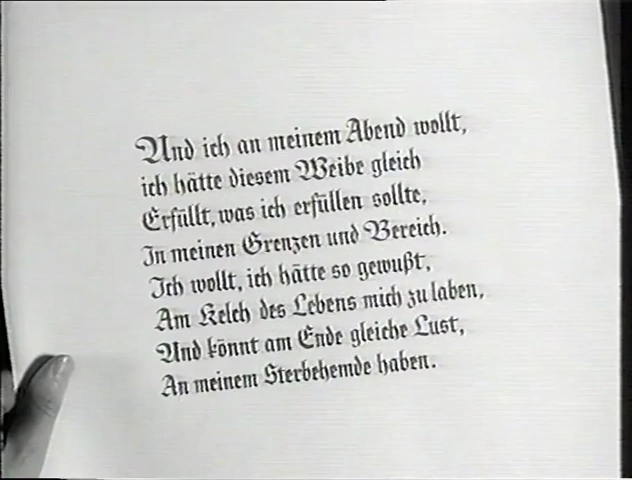 Und ich an meinem Abend wollt,
ich hätte diesem Weibe gleich
Erfüllt, was ich erfüllen sollte,
In meinen Grenzen und Bereich.
Ich wollt, ich hätte so gewußt,
Am Kelch des Lebens mich zu laben,
Und könnt am Ende gleiche Lust,
An meinem Sterbehemde haben.